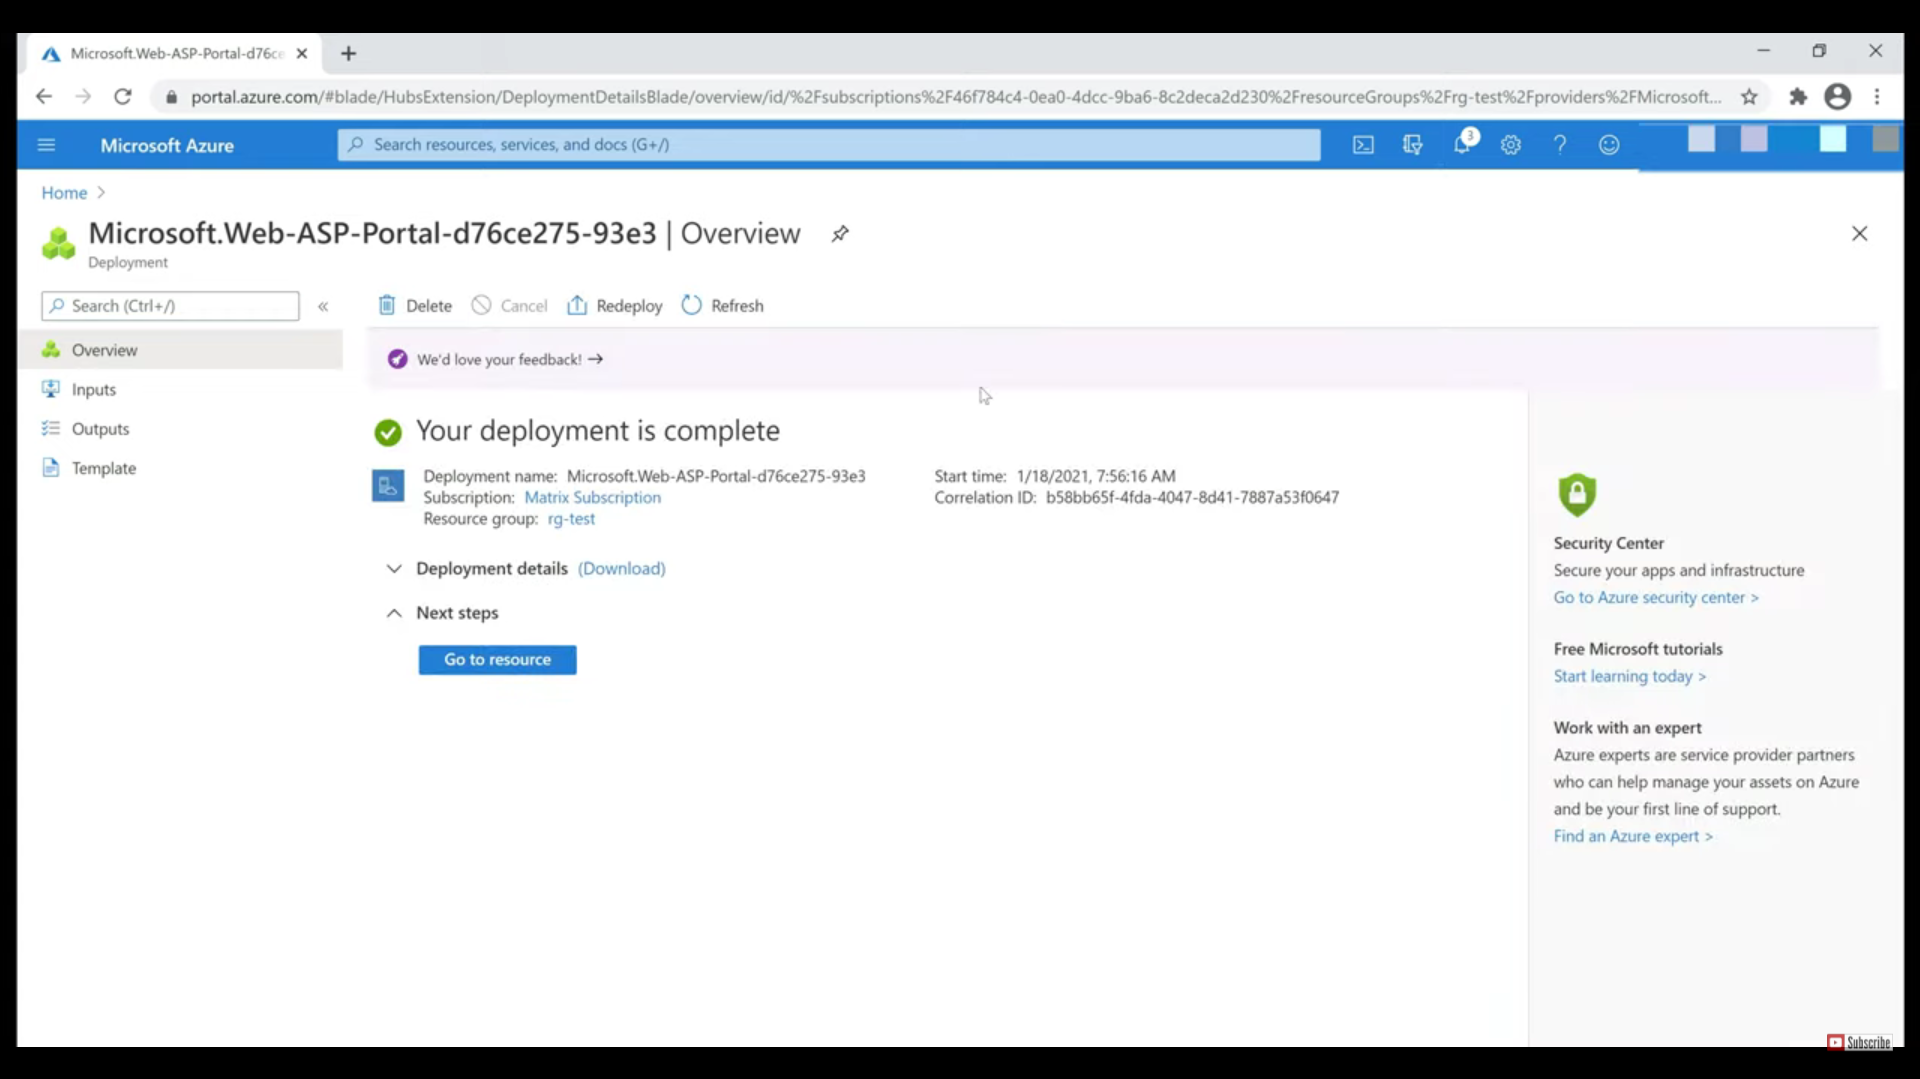 Microsoft.Web-ASP-Portal-d76ce
portal.azure.com/#blade/HubsExtension/DeploymentDetailsBlade/overview/id/%2Fsubscriptions%2F46f784c4-0ea0-4dcc-9ba6-8c2deca2d230%2FresourceGroups%2Frg-test%2Fproviders%2FMicrosoft...
Microsoft Azure
Search resources, services, and docs (G+/)
3
Home >
Microsoft.Web-ASP-Portal-d76ce275-93e3 | Overview
Deployment
Search (Ctrl+/)
«
Delete
Cancel
Redeploy
Refresh
Overview
Inputs
Outputs
Template
We'd love your feedback! →
Your deployment is complete
Deployment name: Microsoft.Web-ASP-Portal-d76ce275-93e3
Subscription: Matrix Subscription
Resource group: rg-test
Start time: 1/18/2021, 7:56:16 AM
Correlation ID: b58bb65f-4fda-4047-8d41-7887a53f0647
Deployment details (Download)
Next steps
Go to resource
Security Center
Secure your apps and infrastructure
Go to Azure security center >
Free Microsoft tutorials
Start learning today >
Work with an expert
Azure experts are service provider partners
who can help manage your assets on Azure
and be your first line of support.
Find an Azure expert >
Subscribe